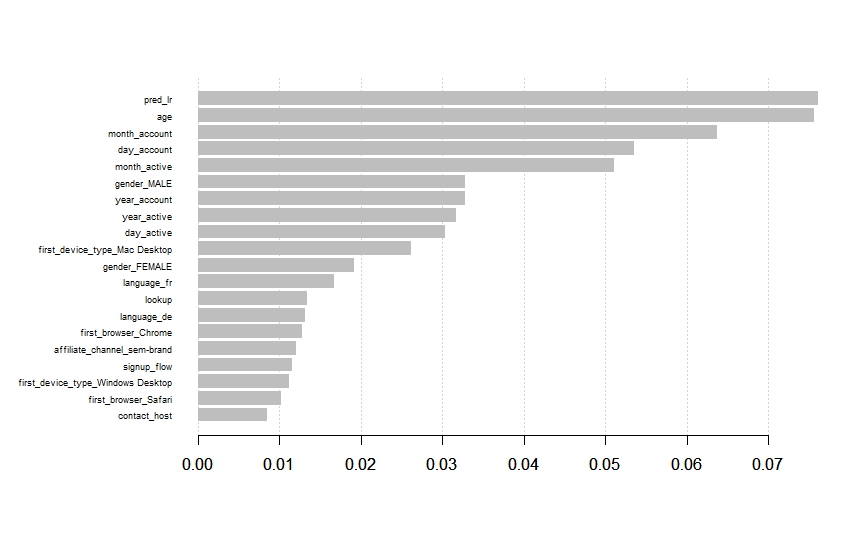 pred_lr
age
month_account
day_account
month_active
gender_MALE
year_account
year_active
day_active
first_device_type_Mac Desktop
gender_FEMALE
language_fr
lookup
language_de
first_browser_Chrome
affiliate_channel_sem-brand
signup_flow
first_device_type_Windows Desktop
first_browser_Safari
contact_host
0.00 0.01 0.02 0.03 0.04 0.05 0.06 0.07